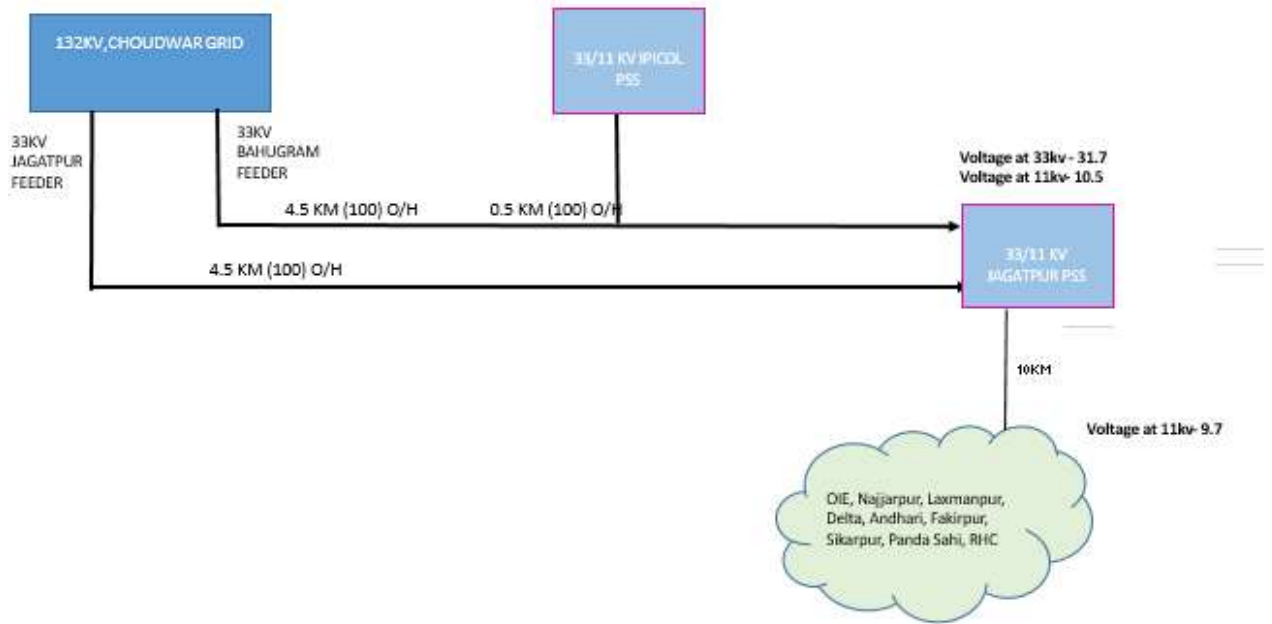 132KV,CHOUDWAR GRID
33/11 KV IPICOL
PSS
33KV
JAGATPUR
FEEDER
33KV
BAHUGRAM
FEEDER
Voltage at 33kv - 31.7
Voltage at 11kv- 10.5
4.5 KM (100) O/H
0.5 KM (100) O/H
4.5 KM (100) O/H
33/11 KV
JAGATPUR PSS
10KM
Voltage at 11kv- 9.7
OIE, Najjarpur, Laxmanpur,
Delta, Andhari, Fakirpur,
Sikarpur, Panda Sahi, RHC